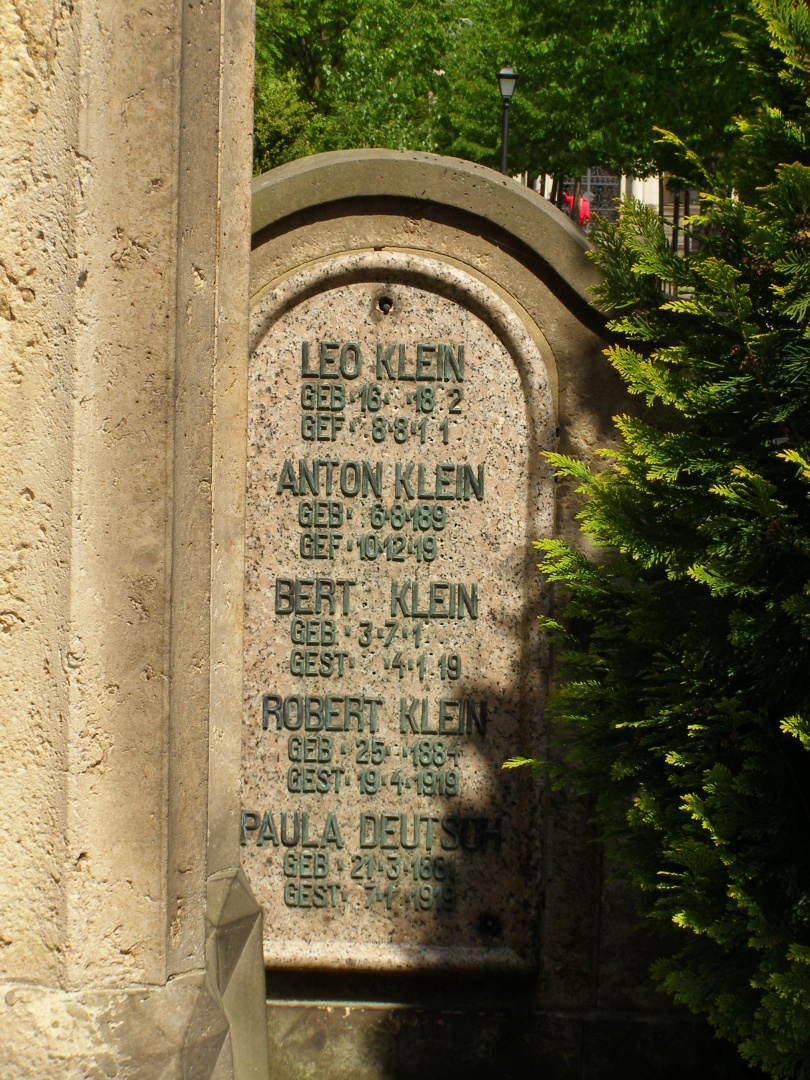 LEO KLEIN
GEB·16· ·18·2
GEF· 8·8·1 1
ANTON KLEIN
GEB· 6·8·189
GEF·10·12·19
BERT KLEIN
GEB·3·7·1
GEST· ·4·1·19
ROBERT KLEIN
GEB·25· ·1884
GEST·19·4·1919
PAULA DEUTSCH
GEB·21·3·1861
GEST·7·1·1919